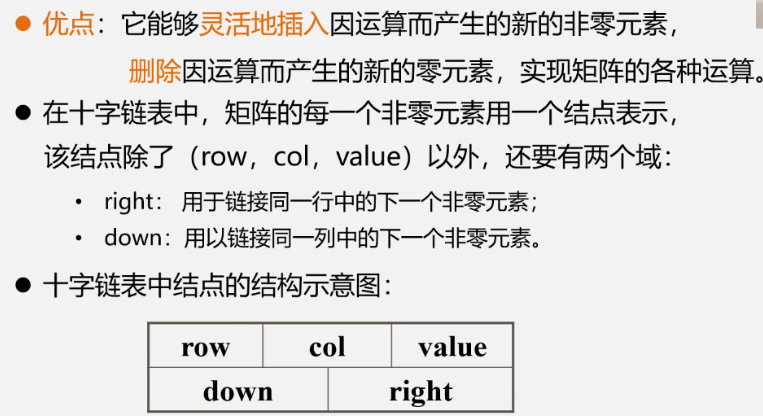 ● 优点：它能够灵活地插入因运算而产生的新的非零元素，
删除因运算而产生的新的零元素，实现矩阵的各种运算。
● 在十字链表中，矩阵的每一个非零元素用一个结点表示，
该结点除了（row，col，value）以外，还要有两个域：
• right： 用于链接同一行中的下一个非零元素；
• down：用以链接同一列中的下一个非零元素。
● 十字链表中结点的结构示意图：
row col value
down right